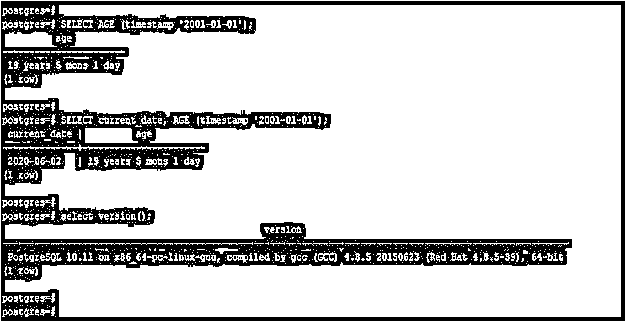 postgres=#
postgres=# SELECT AGE (timestamp '2001-01-01');
age
19 years 5 mons 1 day
(1 row)
postgres=#
postgres=# SELECT current_date, AGE (timestamp '2001-01-01');
current_date | age
2020-06-02 | 19 years 5 mons 1 day
(1 row)
postgres=#
postgres=# select version();
version
PostgreSQL 10.11 on x86_64-pc-linux-gnu, compiled by gcc (GCC) 4.8.5 20150623 (Red Hat 4.8.5-39), 64-bit
(1 row)
postgres=#
postgres=#